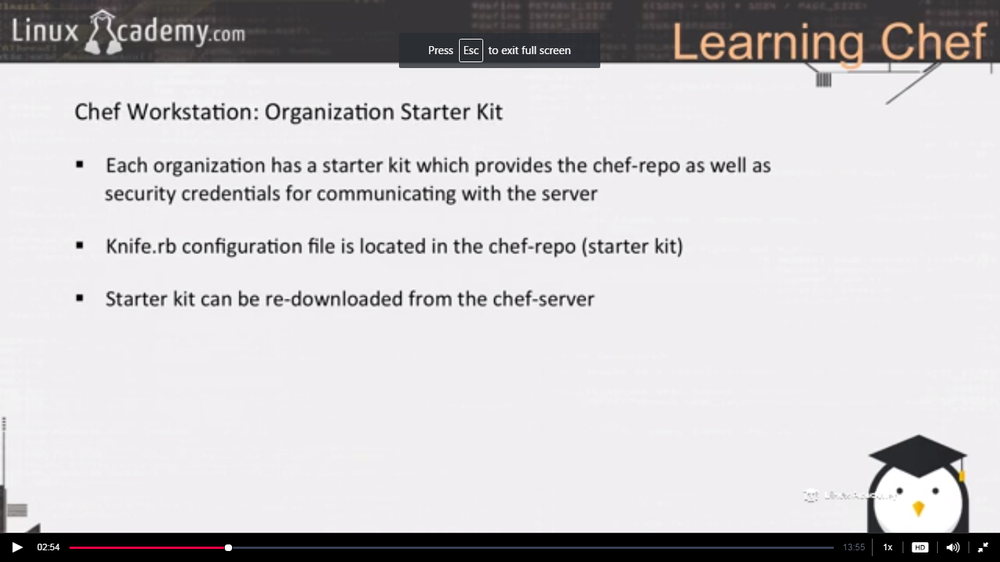 Linux Academy.com
Learning Chef
Press Esc to exit full screen
Chef Workstation: Organization Starter Kit
▪ Each organization has a starter kit which provides the chef-repo as well as
security credentials for communicating with the server
▪ Knife.rb configuration file is located in the chef-repo (starter kit)
▪ Starter kit can be re-downloaded from the chef-server
02:54
13:55
1x
HD